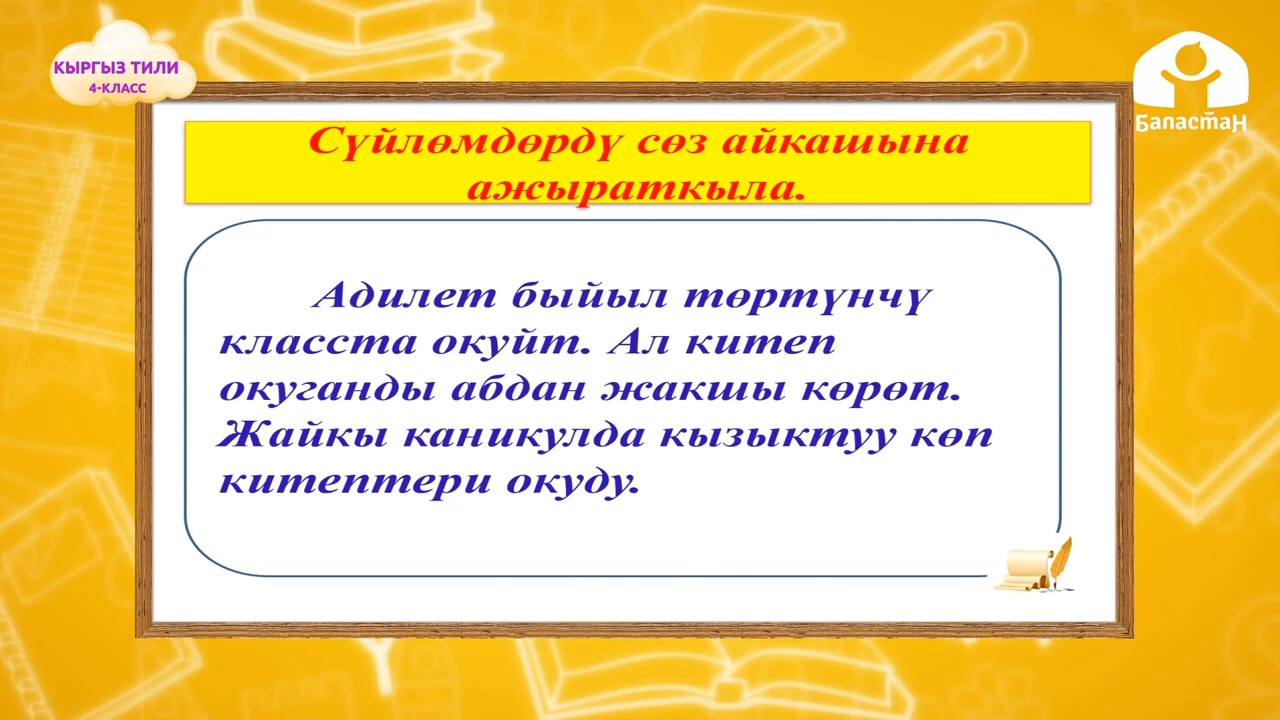 КЫРГЫЗ ТИЛИ
4-КЛАСС
Баластан
Сүйлөмдөрдү сөз айкашына
ажыраткыла.
Адилет быйыл төртүнчү
класста окуйт. Ал китеп
окуганды абдан жакшы көрөт.
Жайкы каникулда кызыктуу көп
китептери окуду.